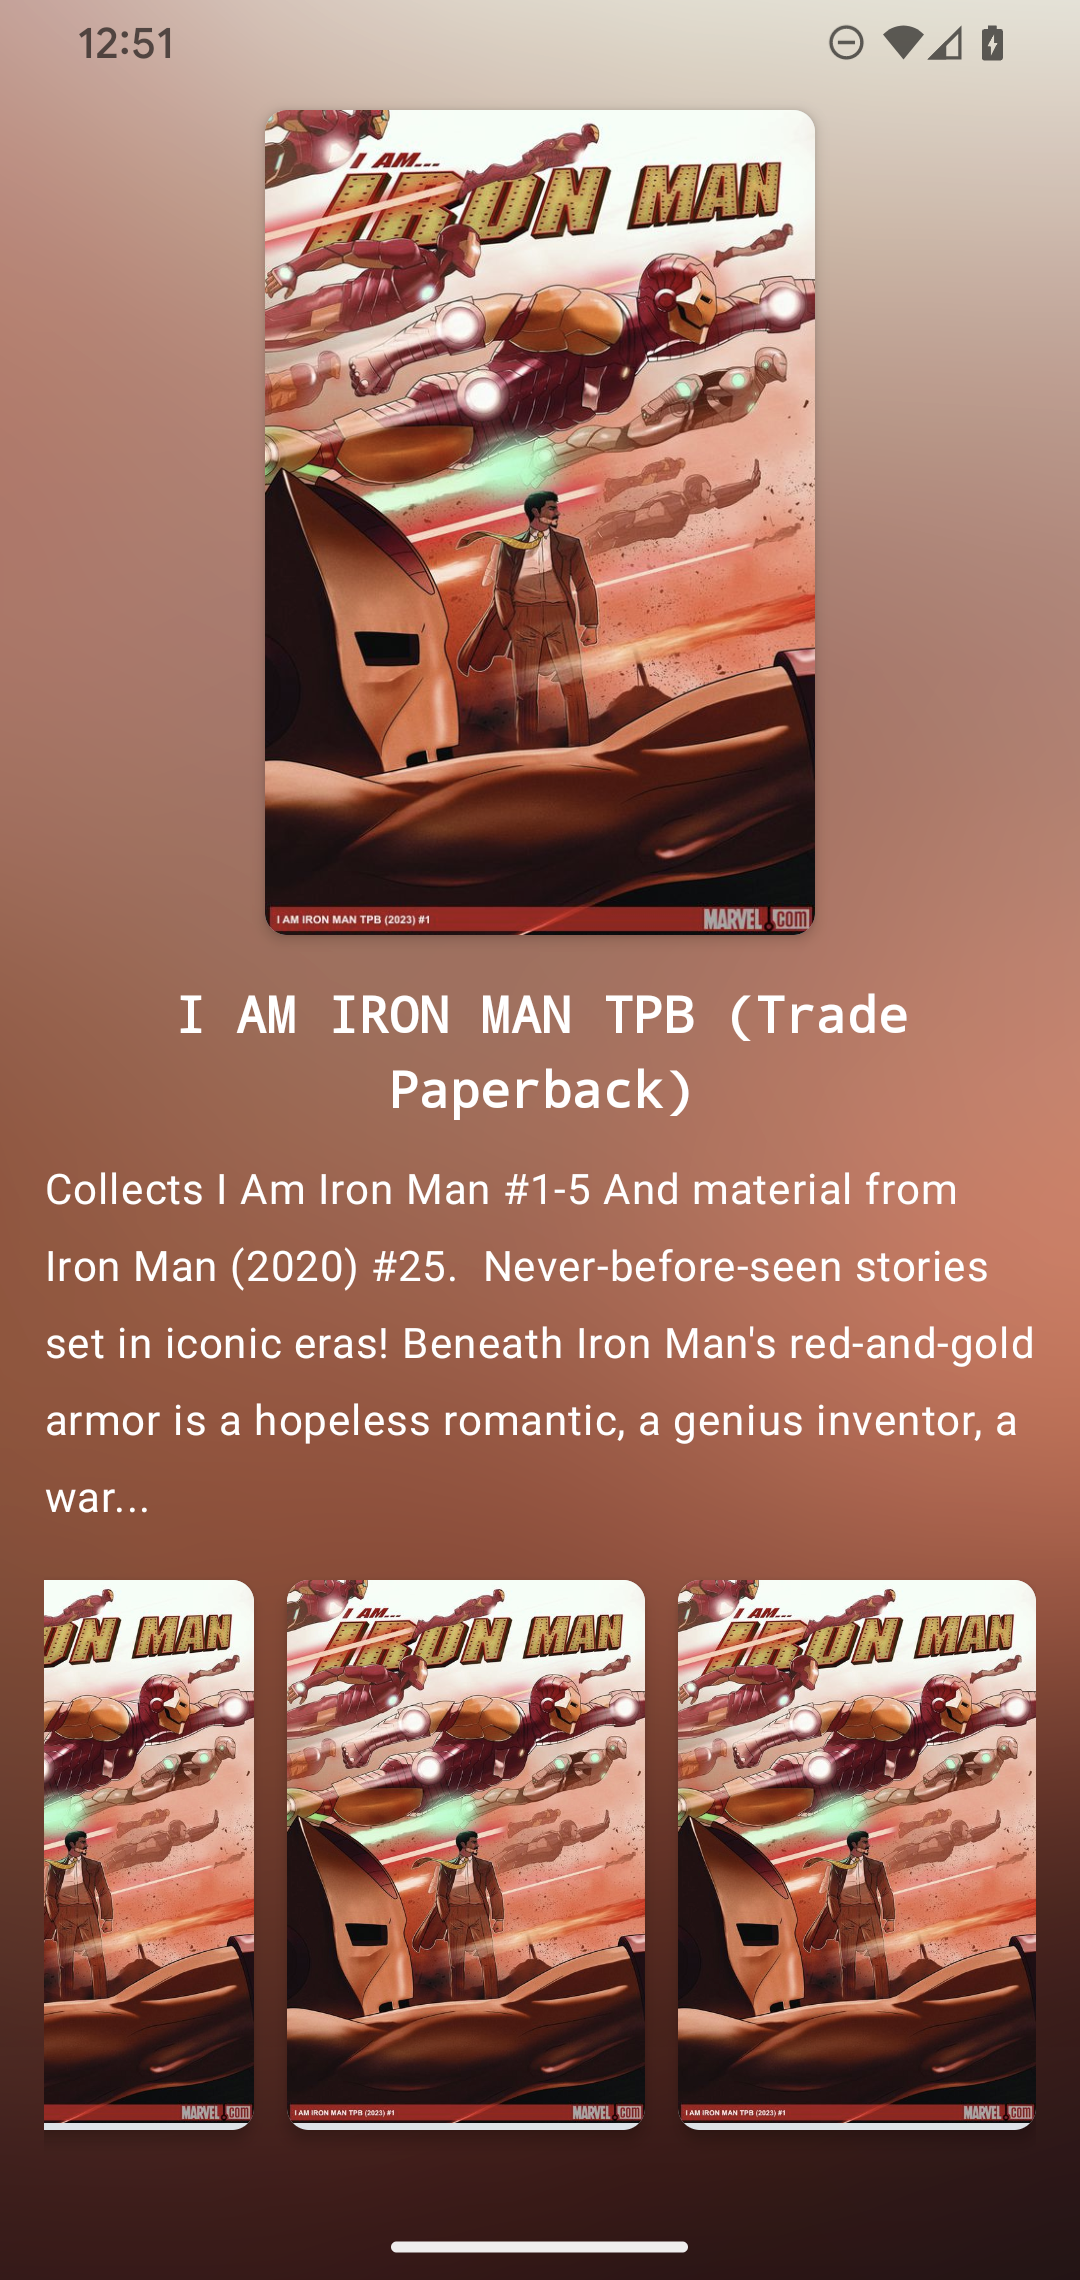 12:51
I AM...
IRON MAN
I AM IRON MAN TPB (2023) #1
MARVEL.COM
I AM IRON MAN TPB (Trade
Paperback)
Collects I Am Iron Man #1-5 And material from
Iron Man (2020) #25.  Never-before-seen stories
set in iconic eras! Beneath Iron Man's red-and-gold
armor is a hopeless romantic, a genius inventor, a
war...
ON MAN
MARVEL.COM
I AM...
IRON MAN
I AM IRON MAN TPB (2023) #1
MARVEL.COM
I AM...
IRON MAN
I AM IRON MAN TPB (2023) #1
MARVEL.COM